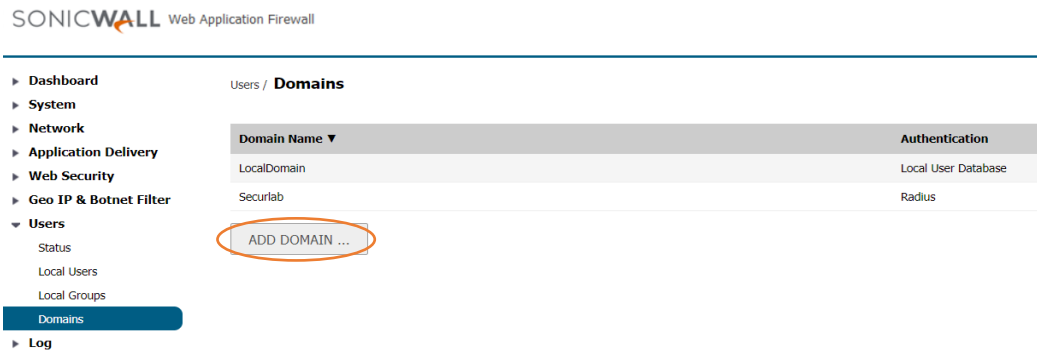 SONICWALL Web Application Firewall
Dashboard
System
Network
Application Delivery
Web Security
Geo IP & Botnet Filter
Users
Status
Local Users
Local Groups
Domains
Log
Users / Domains
Domain Name ▼ Authentication
LocalDomain Local User Database
Securlab Radius
ADD DOMAIN ...